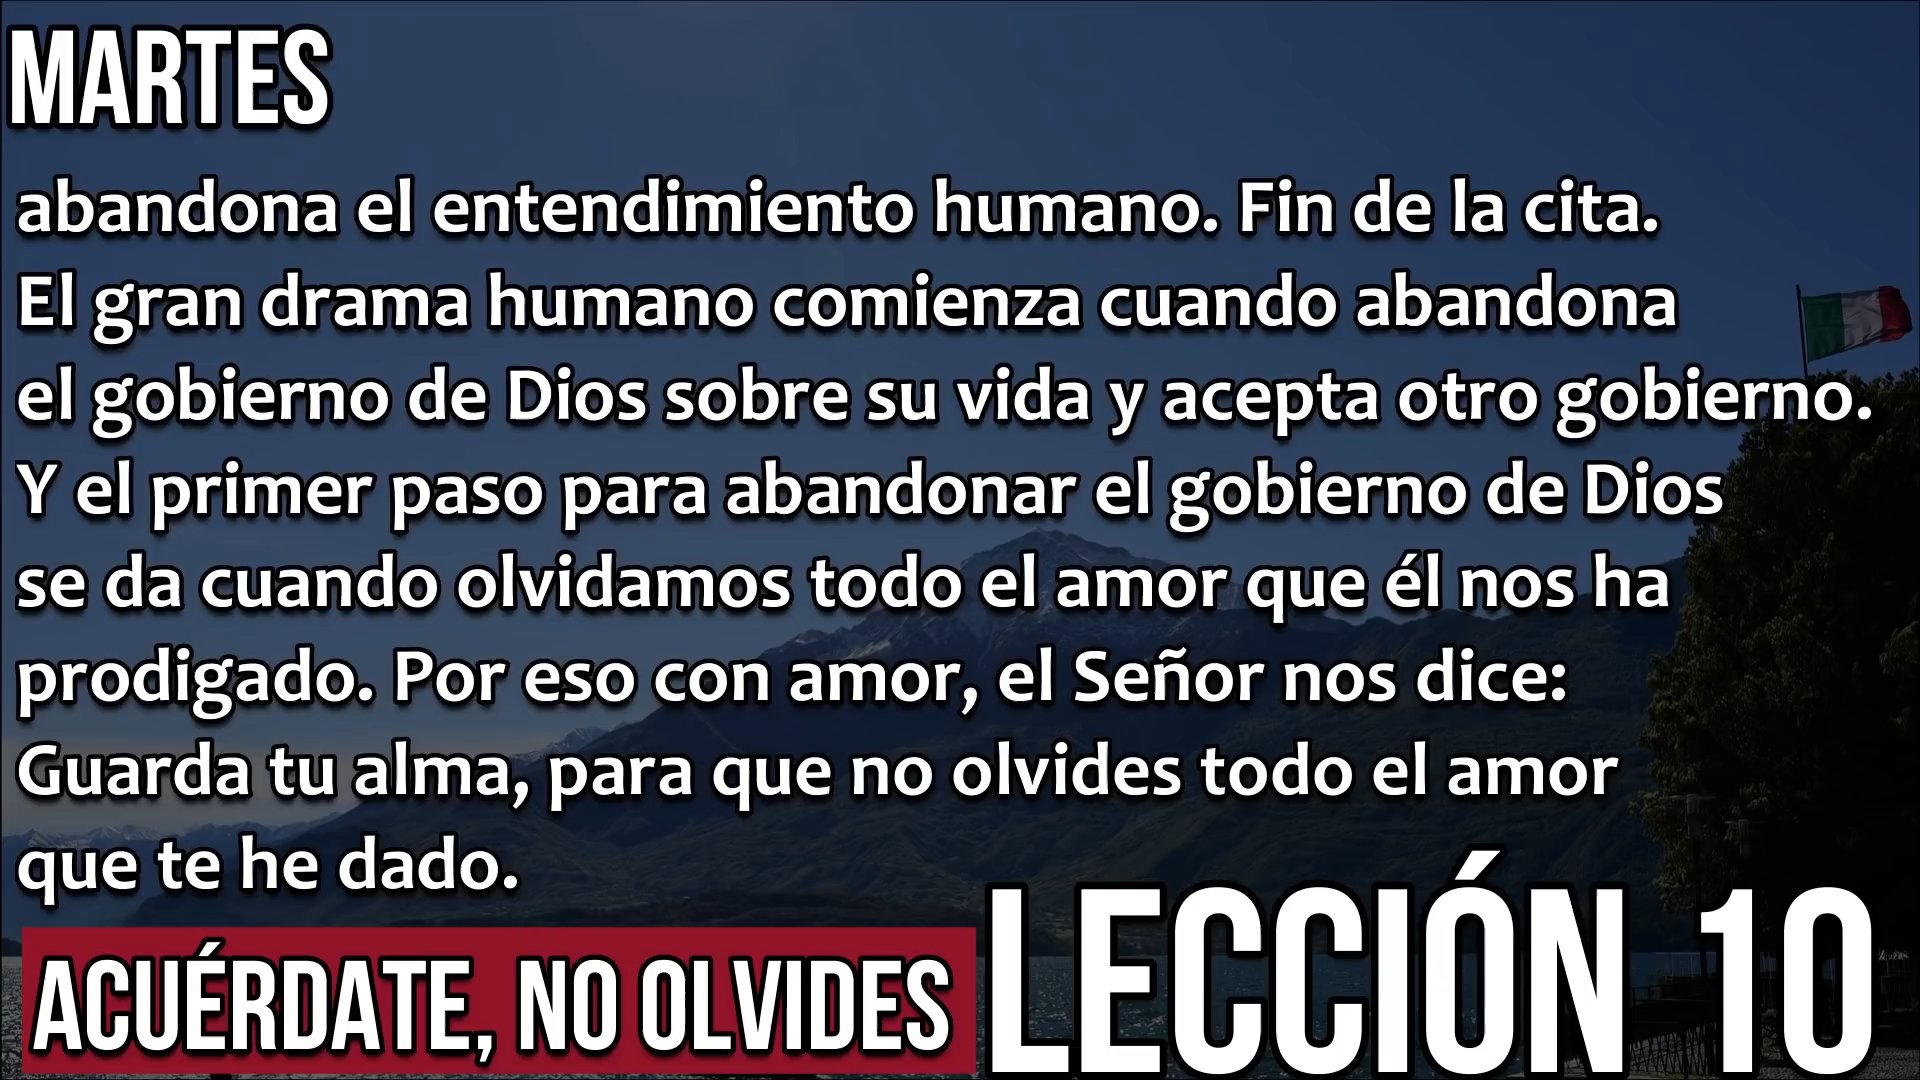 MARTES
abandona el entendimiento humano. Fin de la cita.
El gran drama humano comienza cuando abandona
el gobierno de Dios sobre su vida y acepta otro gobierno.
Y el primer paso para abandonar el gobierno de Dios
se da cuando olvidamos todo el amor que él nos ha
prodigado. Por eso con amor, el Señor nos dice:
Guarda tu alma, para que no olvides todo el amor
que te he dado.
ACUÉRDATE, NO OLVIDES
LECCIÓN 10